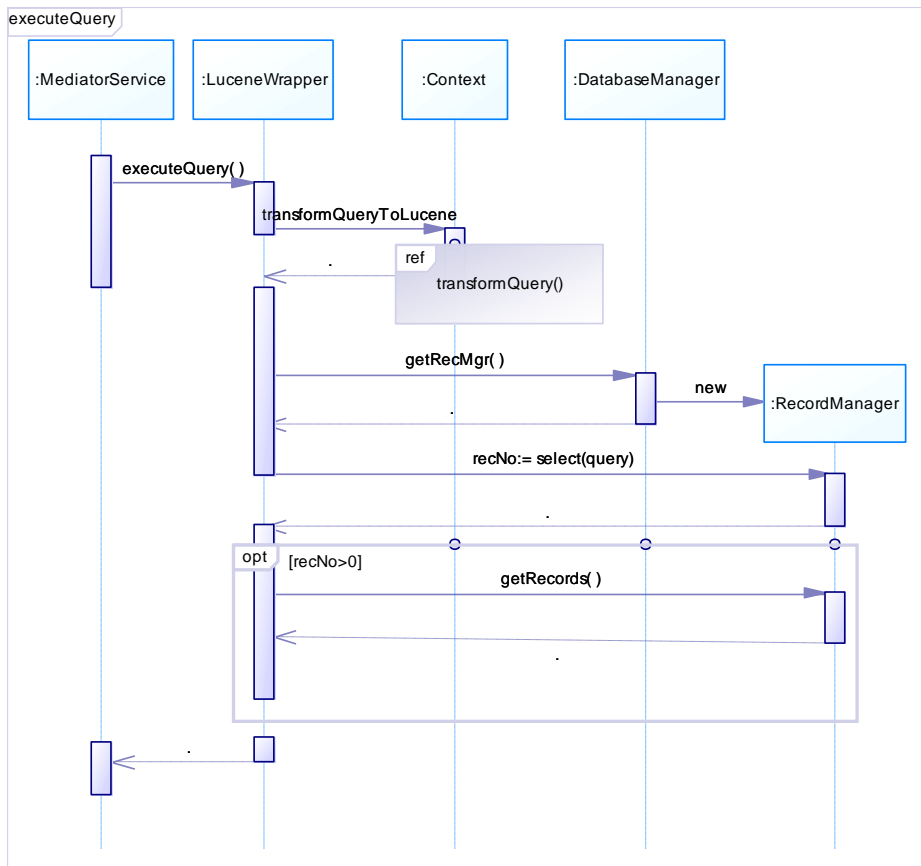 executeQuery
:MediatorService
:LuceneWrapper
:Context
:DatabaseManager
executeQuery( )
transformQueryToLucene
ref
.
transformQuery()
getRecMgr( )
new
:RecordManager
.
recNo:= select(query)
.
opt
[recNo>0]
getRecords( )
.
.